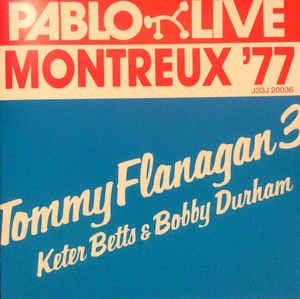 PABLO LIVE
MONTREUX '77
J33J 20036
Tommy Flanagan 3
Keter Betts & Bobby Durham